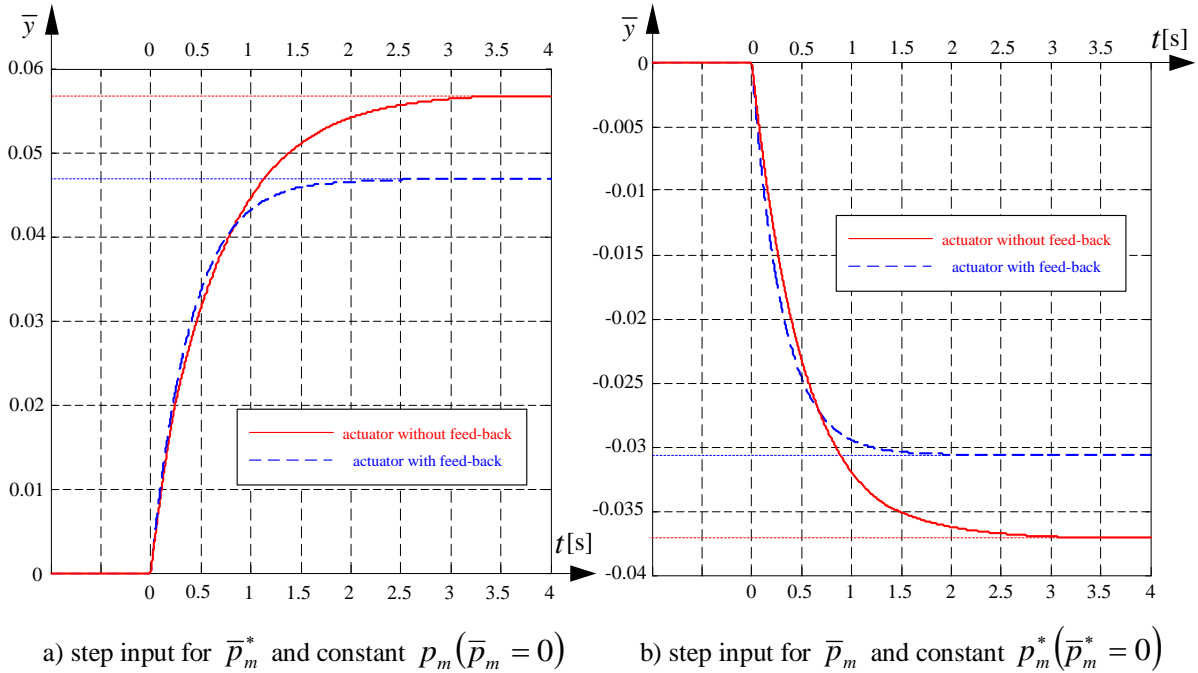 y̅
0 0.5 1 1.5 2 2.5 3 3.5 4
0.06
0.05
0.04
0.03
0.02
0.01
0
actuator without feed-back
actuator with feed-back
t[s]
0 0.5 1 1.5 2 2.5 3 3.5 4
a) step input for p̅*m and constant pm(p̅m = 0)
y̅
0 0.5 1 1.5 2 2.5 3 3.5
t[s]
0
-0.005
-0.01
-0.015
-0.02
-0.025
-0.03
-0.035
-0.04
actuator without feed-back
actuator with feed-back
0 0.5 1 1.5 2 2.5 3 3.5 4
b) step input for p̅m and constant p*m(p̅*m = 0)